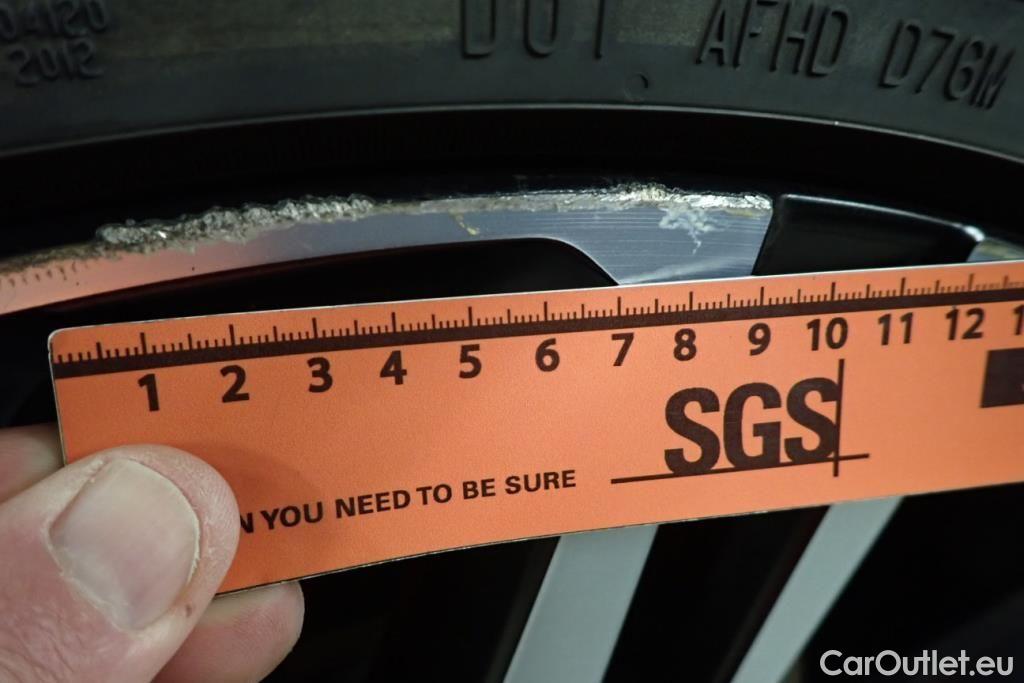 04120
2012
DOT AFHD D76M
1 2 3 4 5 6 7 8 9 10 11 12
SGS
N YOU NEED TO BE SURE
CarOutlet.eu